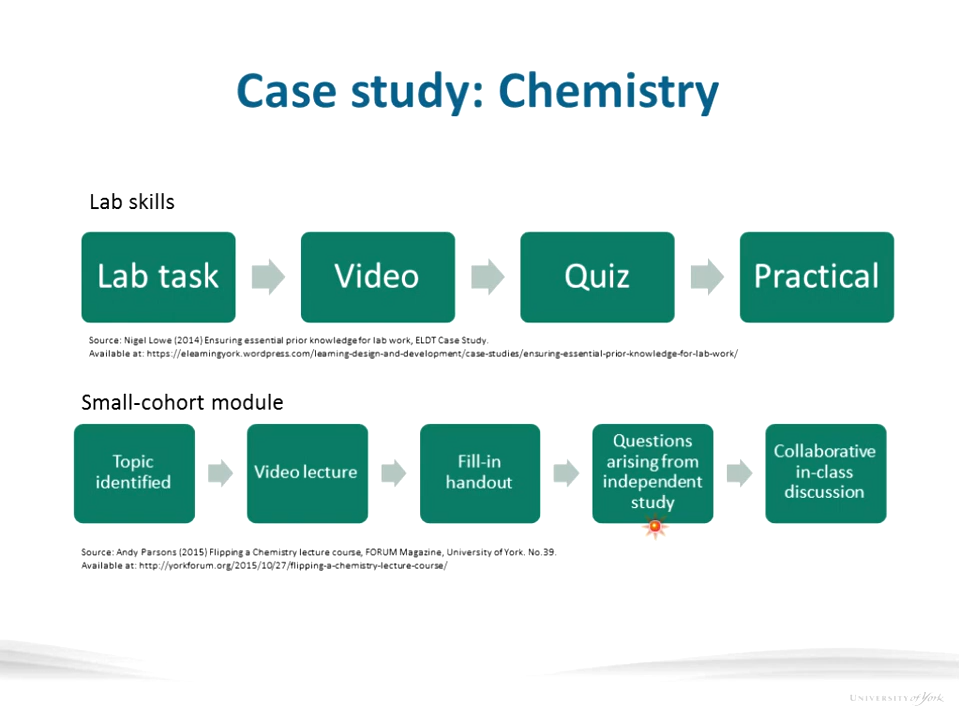 Case study: Chemistry
Lab skills
Lab task
Video
Quiz
Practical
Source: Nigel Lowe (2014) Ensuring essential prior knowledge for lab work, ELDT Case Study.
Available at: https://elearningyork.wordpress.com/learning-design-and-development/case-studies/ensuring-essential-prior-knowledge-for-lab-work/
Small-cohort module
Topic
identified
Video lecture
Fill-in
handout
Questions
arising from
independent
study
Collaborative
in-class
discussion
Source: Andy Parsons (2015) Flipping a Chemistry lecture course, FORUM Magazine, University of York. No.39.
Available at: http://yorkforum.org/2015/10/27/flipping-a-chemistry-lecture-course/
UNIVERSITY of York